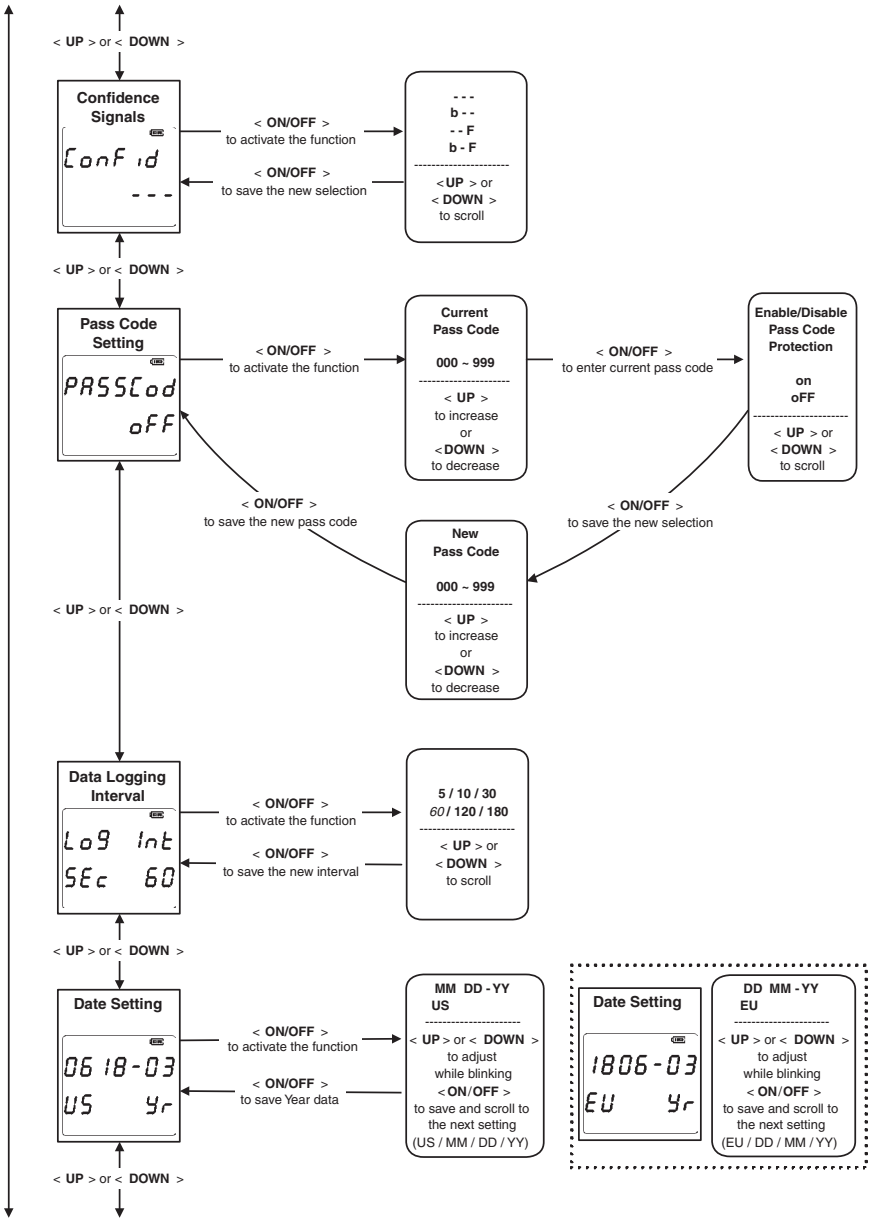 < UP > or < DOWN >
Confidence
Signals
ConF id
- - -
< ON/OFF >
to activate the function
< ON/OFF >
to save the new selection
- - -
b - -
- - F
b - F
-----------------------
< UP > or
< DOWN >
to scroll
< UP > or < DOWN >
Pass Code
Setting
PASSCod
oFF
< ON/OFF >
to activate the function
Current
Pass Code
000 ~ 999
-----------------------
< UP >
to increase
or
< DOWN >
to decrease
< ON/OFF >
to enter current pass code
Enable/Disable
Pass Code
Protection
on
oFF
-----------------------
< UP > or
< DOWN >
to scroll
< ON/OFF >
to save the new pass code
< ON/OFF >
to save the new selection
New
Pass Code
000 ~ 999
-----------------------
< UP >
to increase
or
< DOWN >
to decrease
< UP > or < DOWN >
Data Logging
Interval
Log Int
SEc 60
< ON/OFF >
to activate the function
< ON/OFF >
to save the new interval
5 / 10 / 30
60 / 120 / 180
-----------------------
< UP > or
< DOWN >
to scroll
< UP > or < DOWN >
Date Setting
06 18-03
US Yr
< ON/OFF >
to activate the function
< ON/OFF >
to save Year data
MM DD - YY
US
-----------------------
< UP > or < DOWN >
to adjust
while blinking
< ON/OFF >
to save and scroll to
the next setting
(US / MM / DD / YY)
Date Setting
1806-03
EU Yr
DD MM - YY
EU
-----------------------
< UP > or < DOWN >
to adjust
while blinking
< ON/OFF >
to save and scroll to
the next setting
(EU / DD / MM / YY)
< UP > or < DOWN >